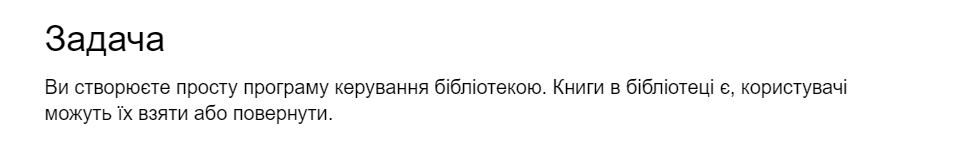 Задача
Ви створюєте просту програму керування бібліотекою. Книги в бібліотеці є, користувачі
можуть їх взяти або повернути.